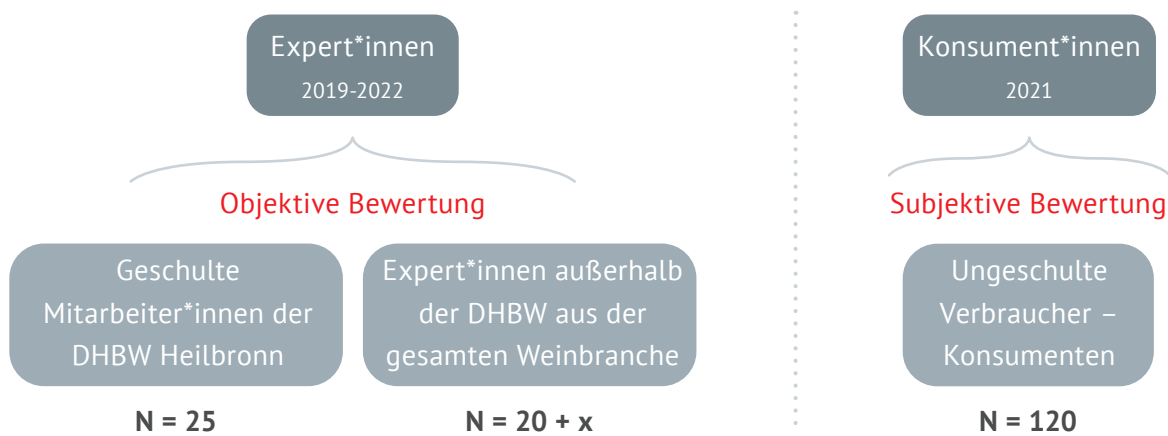 Expert*innen
2019-2022
Objektive Bewertung
Geschulte
Mitarbeiter*innen der
DHBW Heilbronn
N = 25
Expert*innen außerhalb
der DHBW aus der
gesamten Weinbranche
N = 20 + x
Konsument*innen
2021
Subjektive Bewertung
Ungeschulte
Verbraucher –
Konsumenten
N = 120